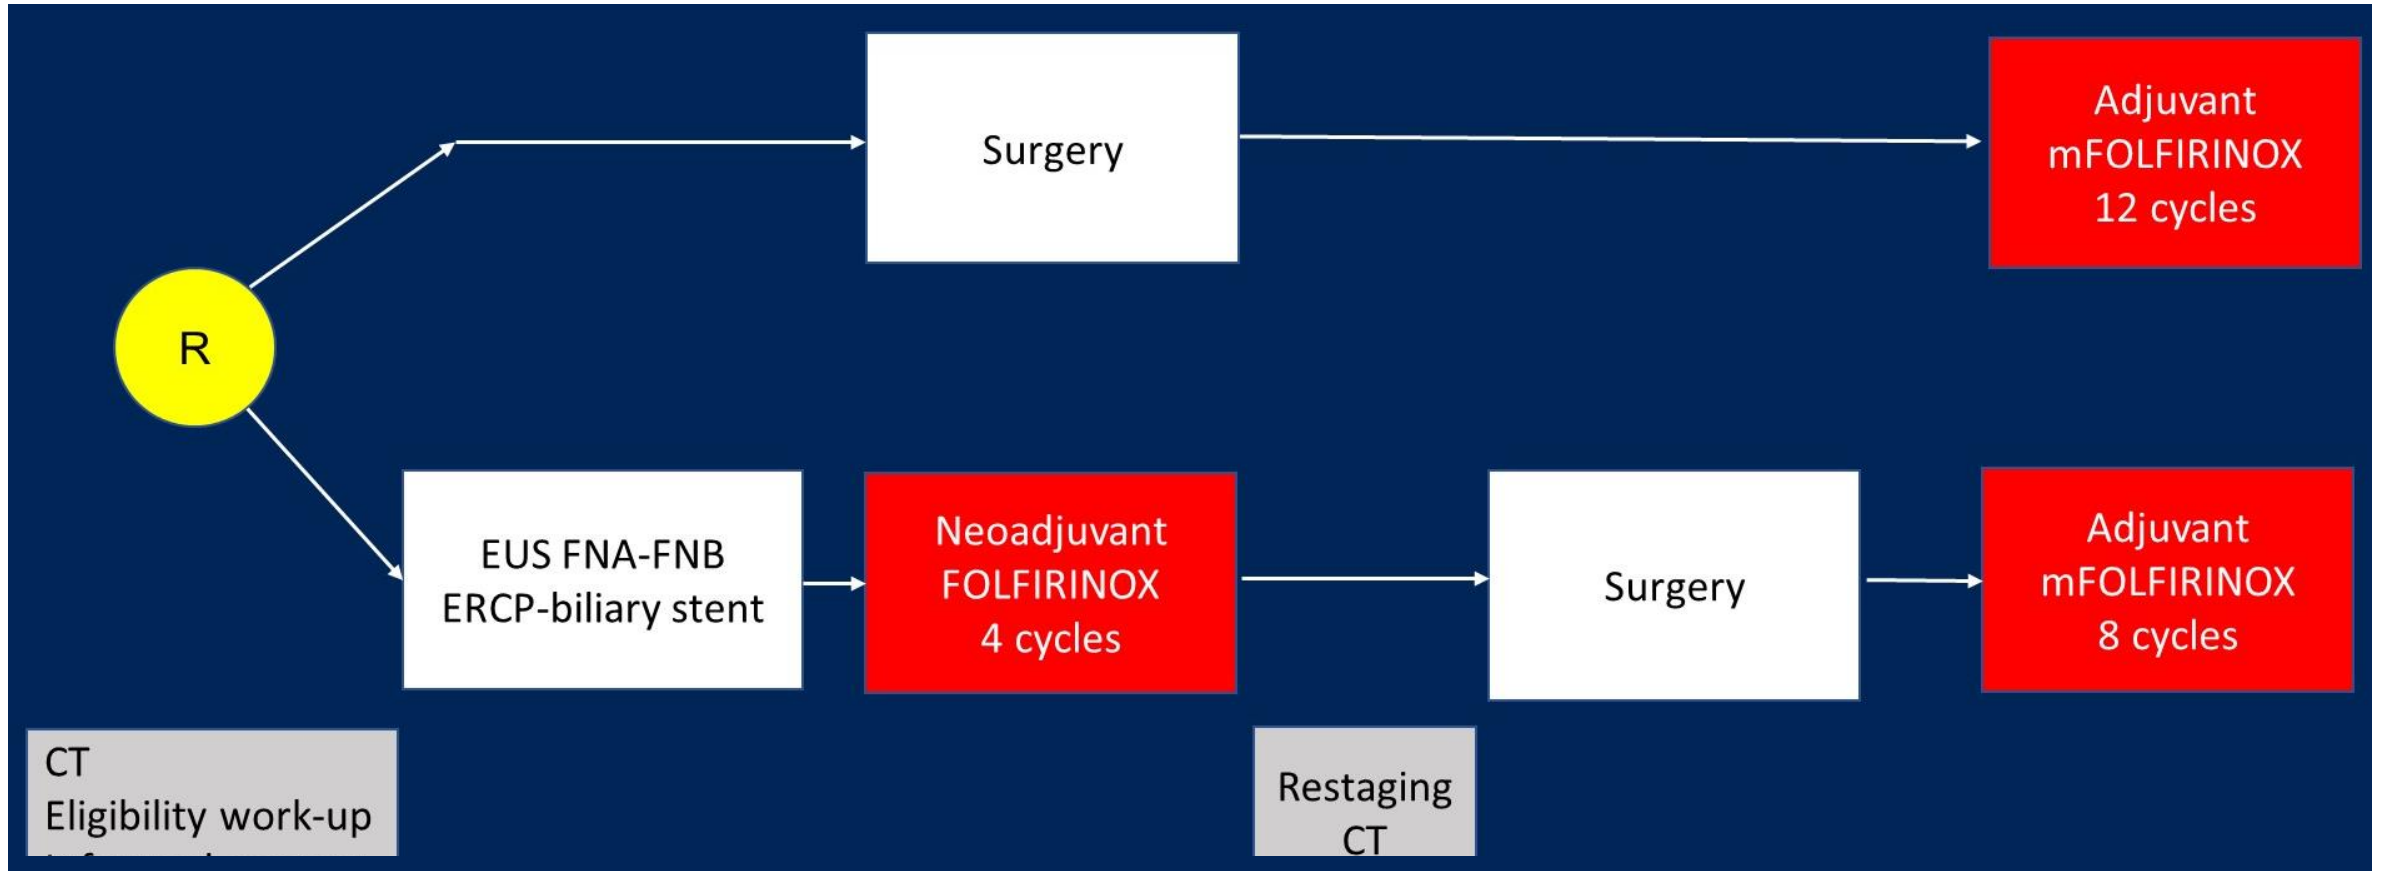 Surgery
Adjuvant
mFOLFIRINOX
12 cycles
R
EUS FNA-FNB
ERCP-biliary stent
Neoadjuvant
FOLFIRINOX
4 cycles
Surgery
Adjuvant
mFOLFIRINOX
8 cycles
CT
Eligibility work-up
Restaging
CT